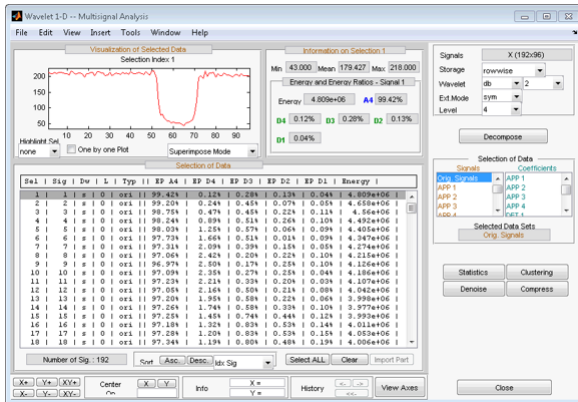 Wavelet 1-D -- Multisignal Analysis
File Edit View Insert Tools Window Help
Visualization of Selected Data
Selection Index 1
200
150
100
50
10 20 30 40 50 60 70 80 90
Highlight Sel
none One by one Plot Superimpose Mode
Information on Selection 1
Min 43.000 Mean 179.427 Max 218.000
Energy and Energy Ratios - Signal 1
Energy 4.809e+06 A4 99.42%
D4 0.12% D3 0.28% D2 0.13%
D1 0.04%
Selection of Data
Sel | Sig | Dw | L | Typ || EP A4 | EP D4 | EP D3 | EP D2 | EP D1 | Energy |
1 | 1 | s | 0 | ori || 99.42% | 0.12% | 0.28% | 0.13% | 0.04% | 4.809e+06 |
2 | 2 | s | 0 | ori || 99.20% | 0.24% | 0.45% | 0.07% | 0.05% | 4.658e+06 |
3 | 3 | s | 0 | ori || 98.75% | 0.47% | 0.45% | 0.22% | 0.11% | 4.56e+06 |
4 | 4 | s | 0 | ori || 98.24% | 0.89% | 0.51% | 0.26% | 0.10% | 4.492e+06 |
5 | 5 | s | 0 | ori || 98.03% | 1.25% | 0.57% | 0.06% | 0.09% | 4.405e+06 |
6 | 6 | s | 0 | ori || 97.73% | 1.66% | 0.51% | 0.01% | 0.09% | 4.347e+06 |
7 | 7 | s | 0 | ori || 97.31% | 2.09% | 0.39% | 0.15% | 0.05% | 4.274e+06 |
8 | 8 | s | 0 | ori || 97.06% | 2.42% | 0.20% | 0.22% | 0.10% | 4.215e+06 |
9 | 9 | s | 0 | ori || 96.97% | 2.50% | 0.17% | 0.25% | 0.10% | 4.126e+06 |
10 | 10 | s | 0 | ori || 97.09% | 2.35% | 0.27% | 0.25% | 0.04% | 4.186e+06 |
11 | 11 | s | 0 | ori || 97.23% | 2.21% | 0.33% | 0.20% | 0.03% | 4.107e+06 |
12 | 12 | s | 0 | ori || 97.05% | 2.16% | 0.50% | 0.21% | 0.08% | 4.042e+06 |
13 | 13 | s | 0 | ori || 97.20% | 1.95% | 0.58% | 0.22% | 0.06% | 3.998e+06 |
14 | 14 | s | 0 | ori || 97.26% | 1.74% | 0.58% | 0.33% | 0.10% | 3.977e+06 |
15 | 15 | s | 0 | ori || 97.25% | 1.45% | 0.74% | 0.44% | 0.12% | 3.993e+06 |
16 | 16 | s | 0 | ori || 97.18% | 1.32% | 0.83% | 0.53% | 0.14% | 4.011e+06 |
17 | 17 | s | 0 | ori || 97.28% | 1.20% | 0.83% | 0.53% | 0.15% | 4.053e+06 |
18 | 18 | s | 0 | ori || 97.34% | 1.19% | 0.80% | 0.48% | 0.19% | 4.006e+06 |
Number of Sig. : 192 Sort Asc. Desc. Idx Sig Select ALL Clear Import Part
X+ Y+ XY+
X- Y- XY-
Center
On
X Y
Info
X =
Y =
History
<- ->
<<-
View Axes
Signals X (192x96)
Storage rowwise
Wavelet db 2
Ext.Mode sym
Level 4
Decompose
Selection of Data
Signals Coefficients
Orig. Signals APP 1
APP 1 APP 2
APP 2 APP 3
APP 3 APP 4
APP 4 DET 1
Selected Data Sets
Orig. Signals
Statistics Clustering
Denoise Compress
Close